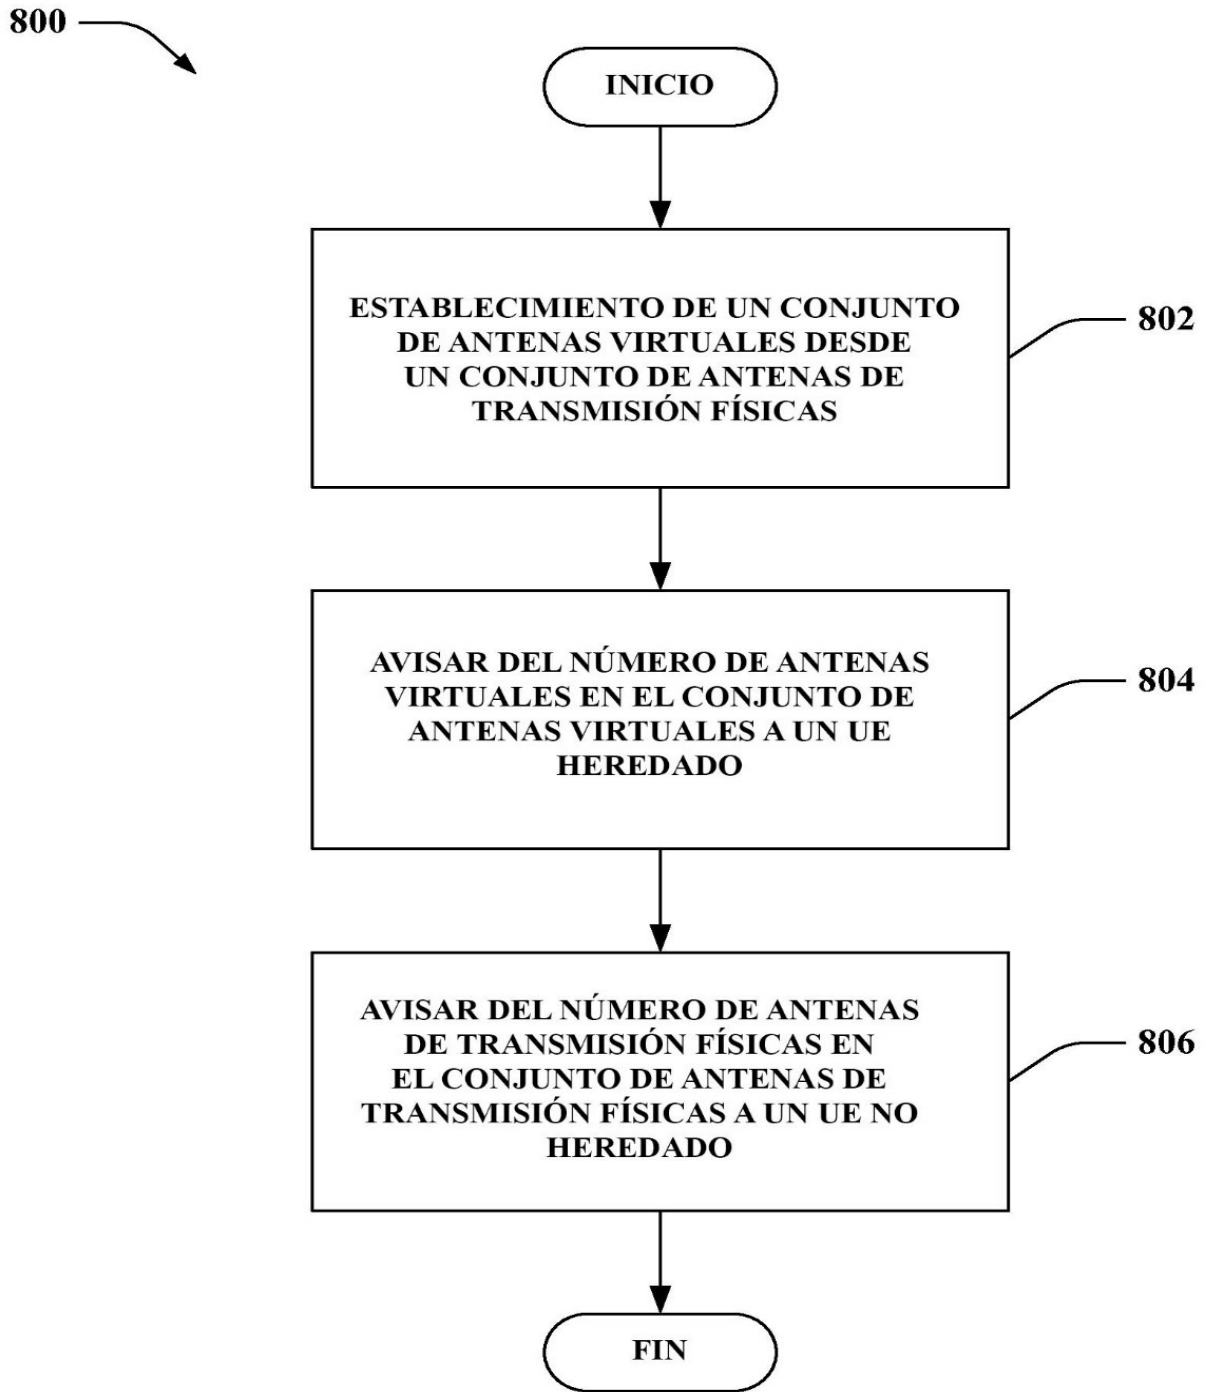 800
INICIO
ESTABLECIMIENTO DE UN CONJUNTO
DE ANTENAS VIRTUALES DESDE
UN CONJUNTO DE ANTENAS DE
TRANSMISIÓN FÍSICAS
802
AVISAR DEL NÚMERO DE ANTENAS
VIRTUALES EN EL CONJUNTO DE
ANTENAS VIRTUALES A UN UE
HEREDADO
804
AVISAR DEL NÚMERO DE ANTENAS
DE TRANSMISIÓN FÍSICAS EN
EL CONJUNTO DE ANTENAS DE
TRANSMISIÓN FÍSICAS A UN UE NO
HEREDADO
806
FIN